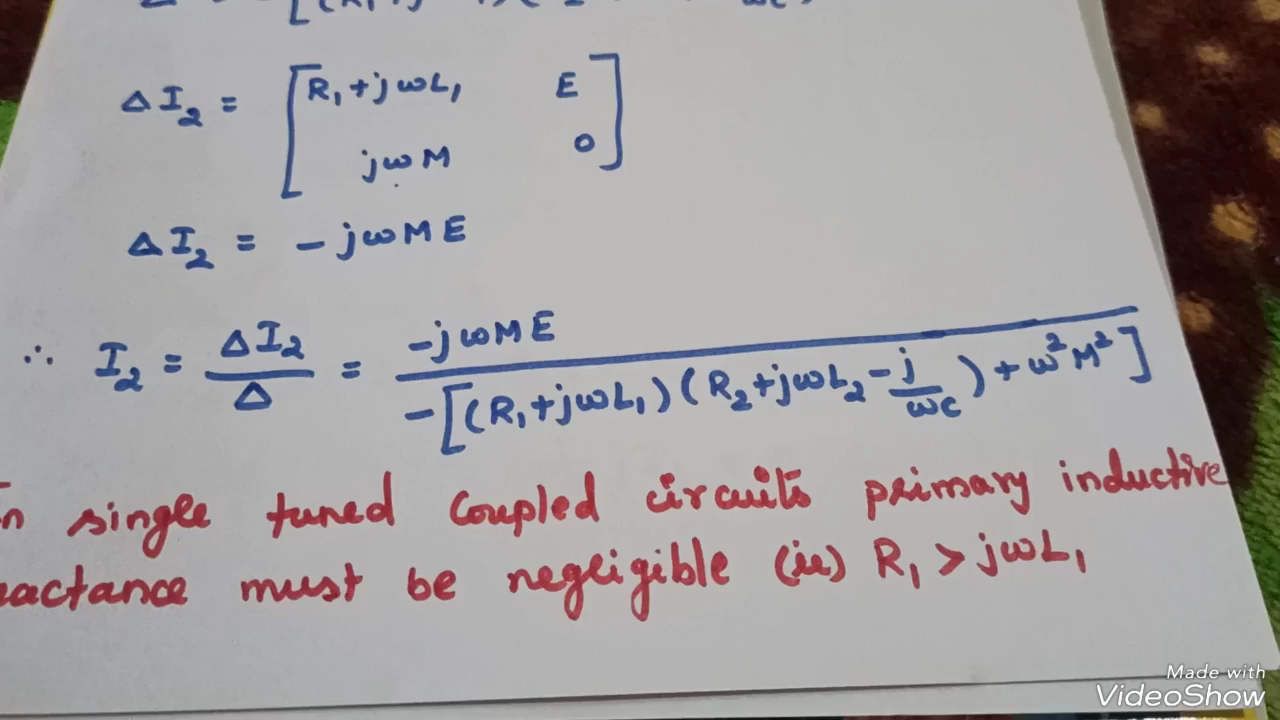 ΔI₂ = [R₁+jωL₁ E
jωM 0]
ΔI₂ = -jωME
∴ I₂ = ΔI₂/Δ = -jωME / -[(R₁+jωL₁)(R₂+jωL₂-j/ωc)+ω²M²]
single tuned coupled circuits primary inductive
must be negligible (ie) R₁ > jωL₁
Made with
VideoShow